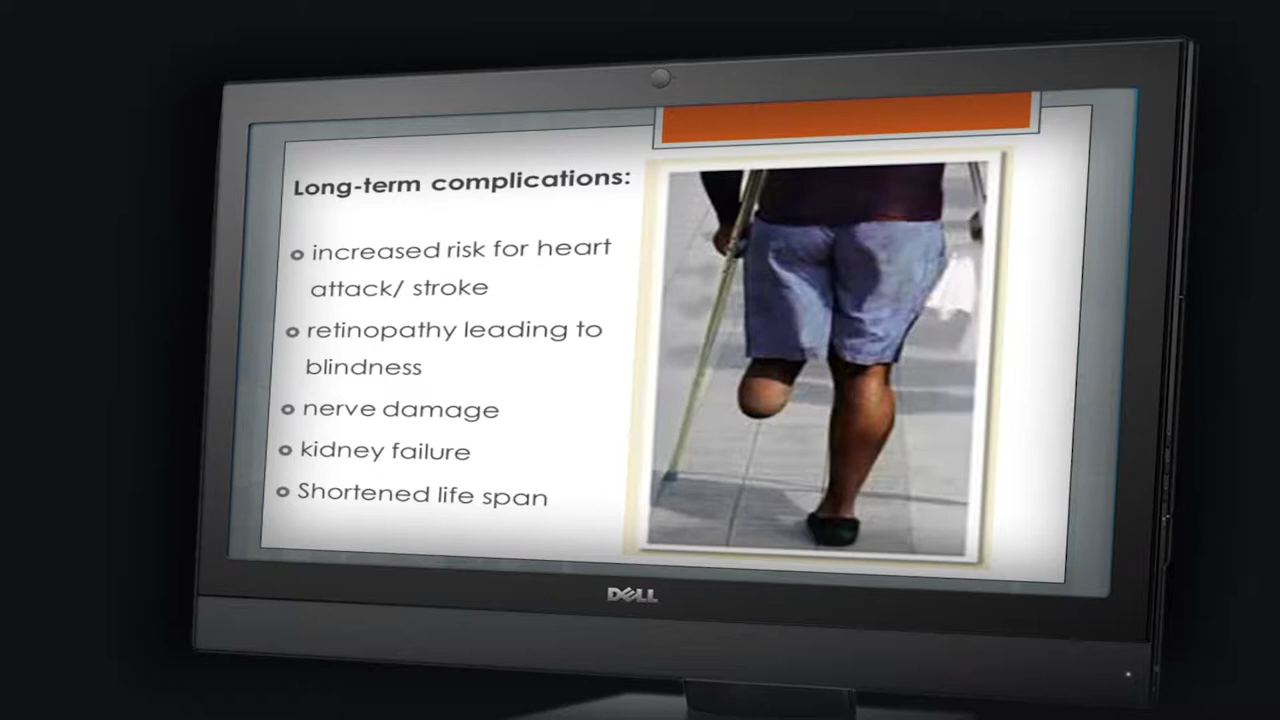 Long-term complications:
increased risk for heart
attack/ stroke
retinopathy leading to
blindness
nerve damage
kidney failure
Shortened life span
DELL